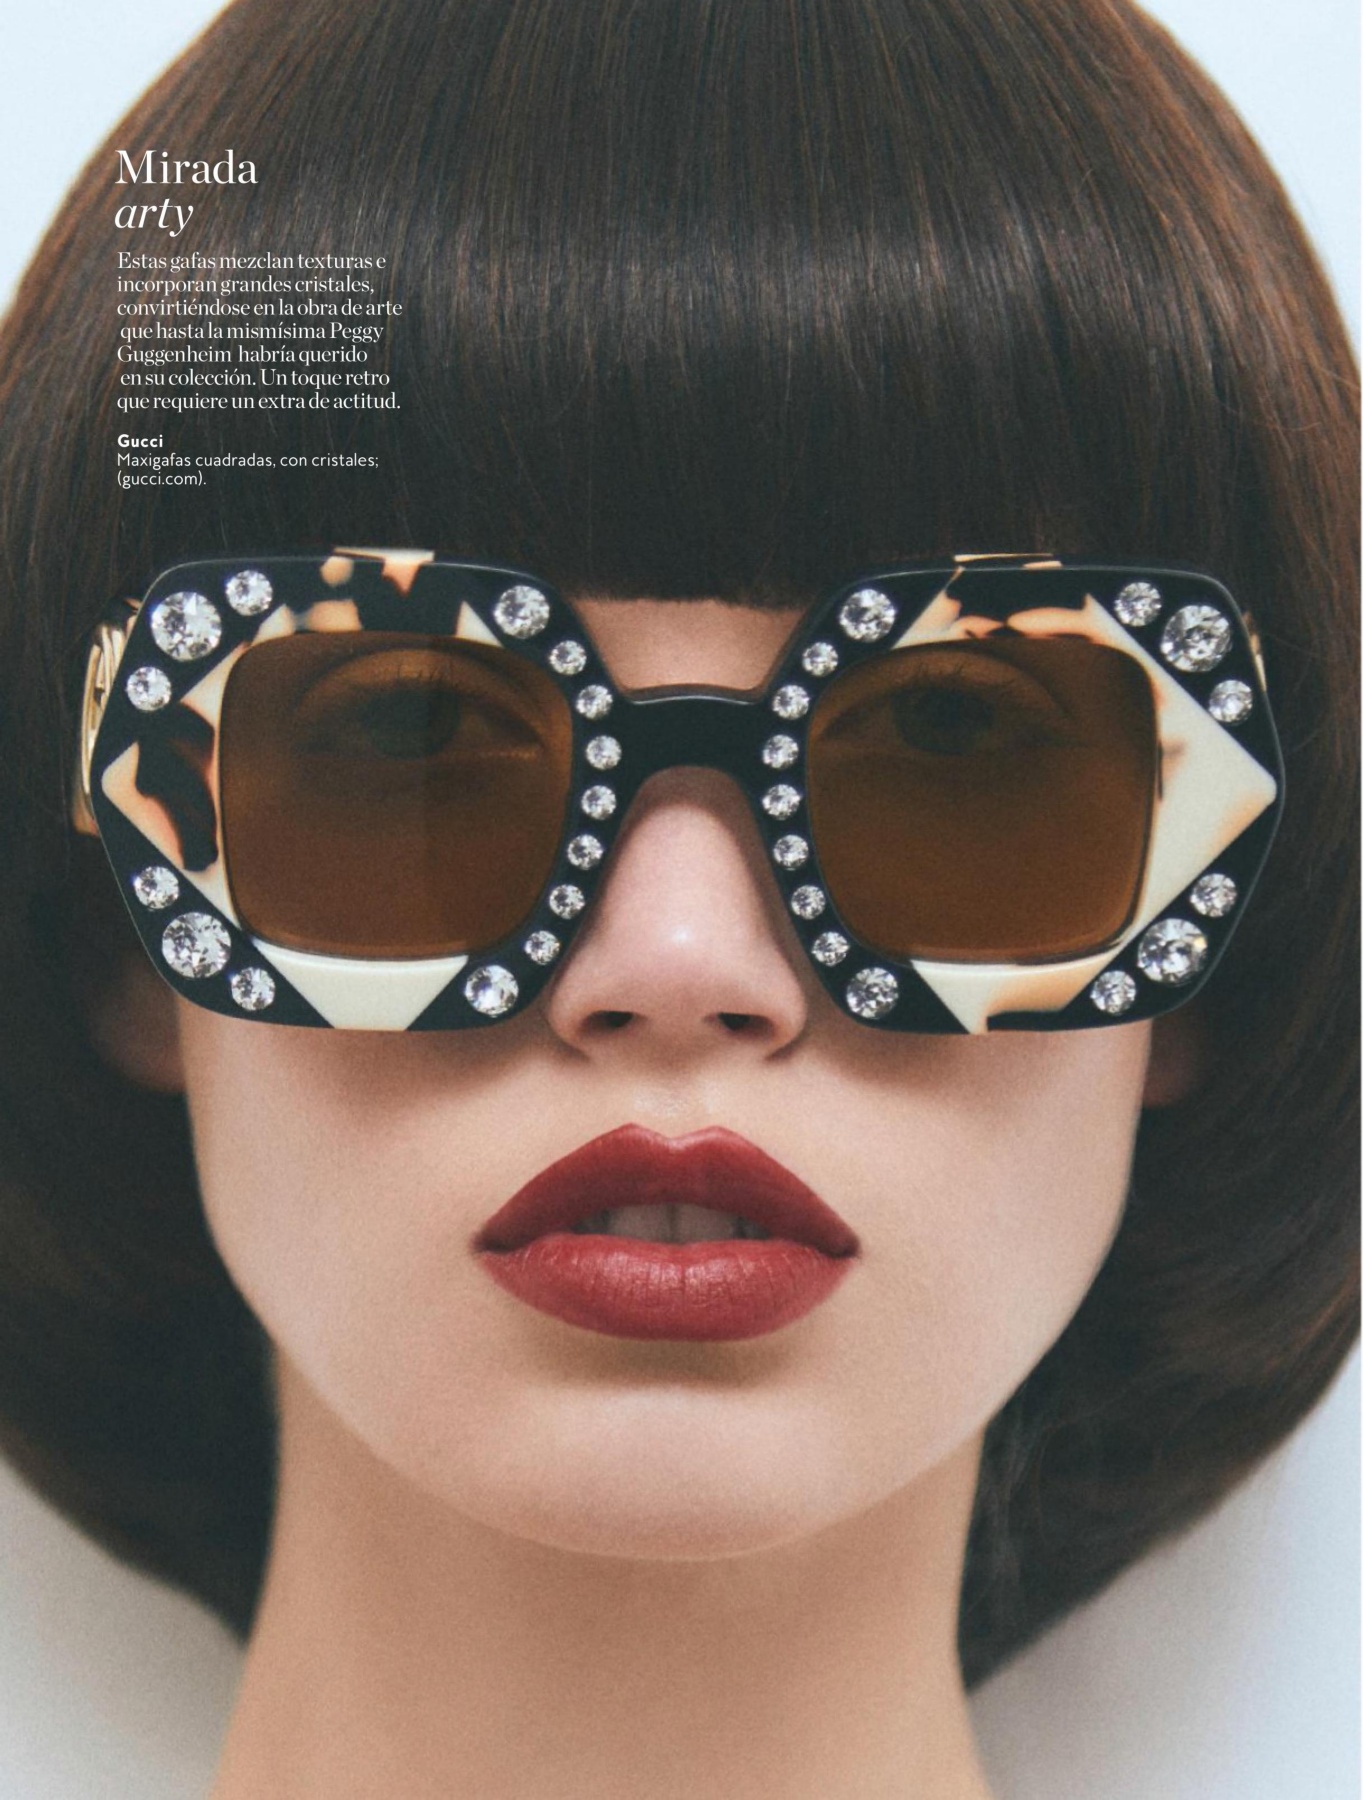 Mirada
arty
Estas gafas mezclan texturas e
incorporan grandes cristales,
convirtiéndose en la obra de arte
que hasta la mismísima Peggy
Guggenheim habría querido
en su colección. Un toque retro
que requiere un extra de actitud.
Gucci
Maxigafas cuadradas, con cristales;
(gucci.com).